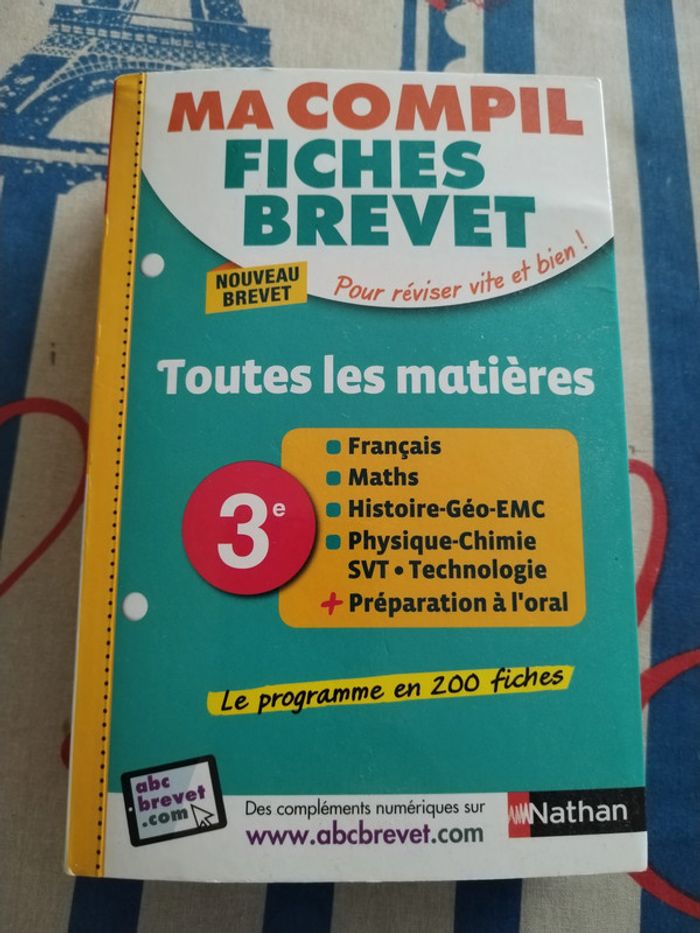 MA COMPIL
FICHES
BREVET
NOUVEAU
BREVET
Pour réviser vite et bien !
Toutes les matières
3e
Français
Maths
Histoire-Géo-EMC
Physique-Chimie
SVT • Technologie
+ Préparation à l'oral
Le programme en 200 fiches
abc
brevet
.com
Des compléments numériques sur
www.abcbrevet.com
Nathan